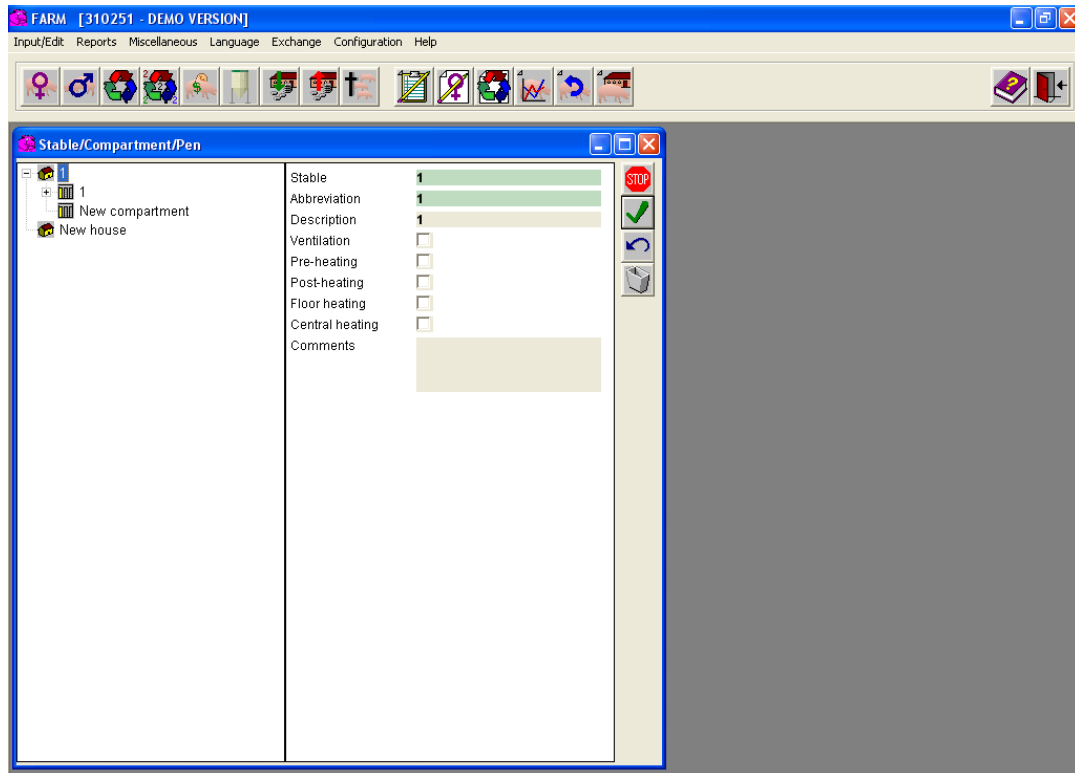 FARM [310251 - DEMO VERSION]
Input/Edit Reports Miscellaneous Language Exchange Configuration Help
Stable/Compartment/Pen
1
1
New compartment
New house
Stable 1
Abbreviation 1
Description 1
Ventilation
Pre-heating
Post-heating
Floor heating
Central heating
Comments
STOP